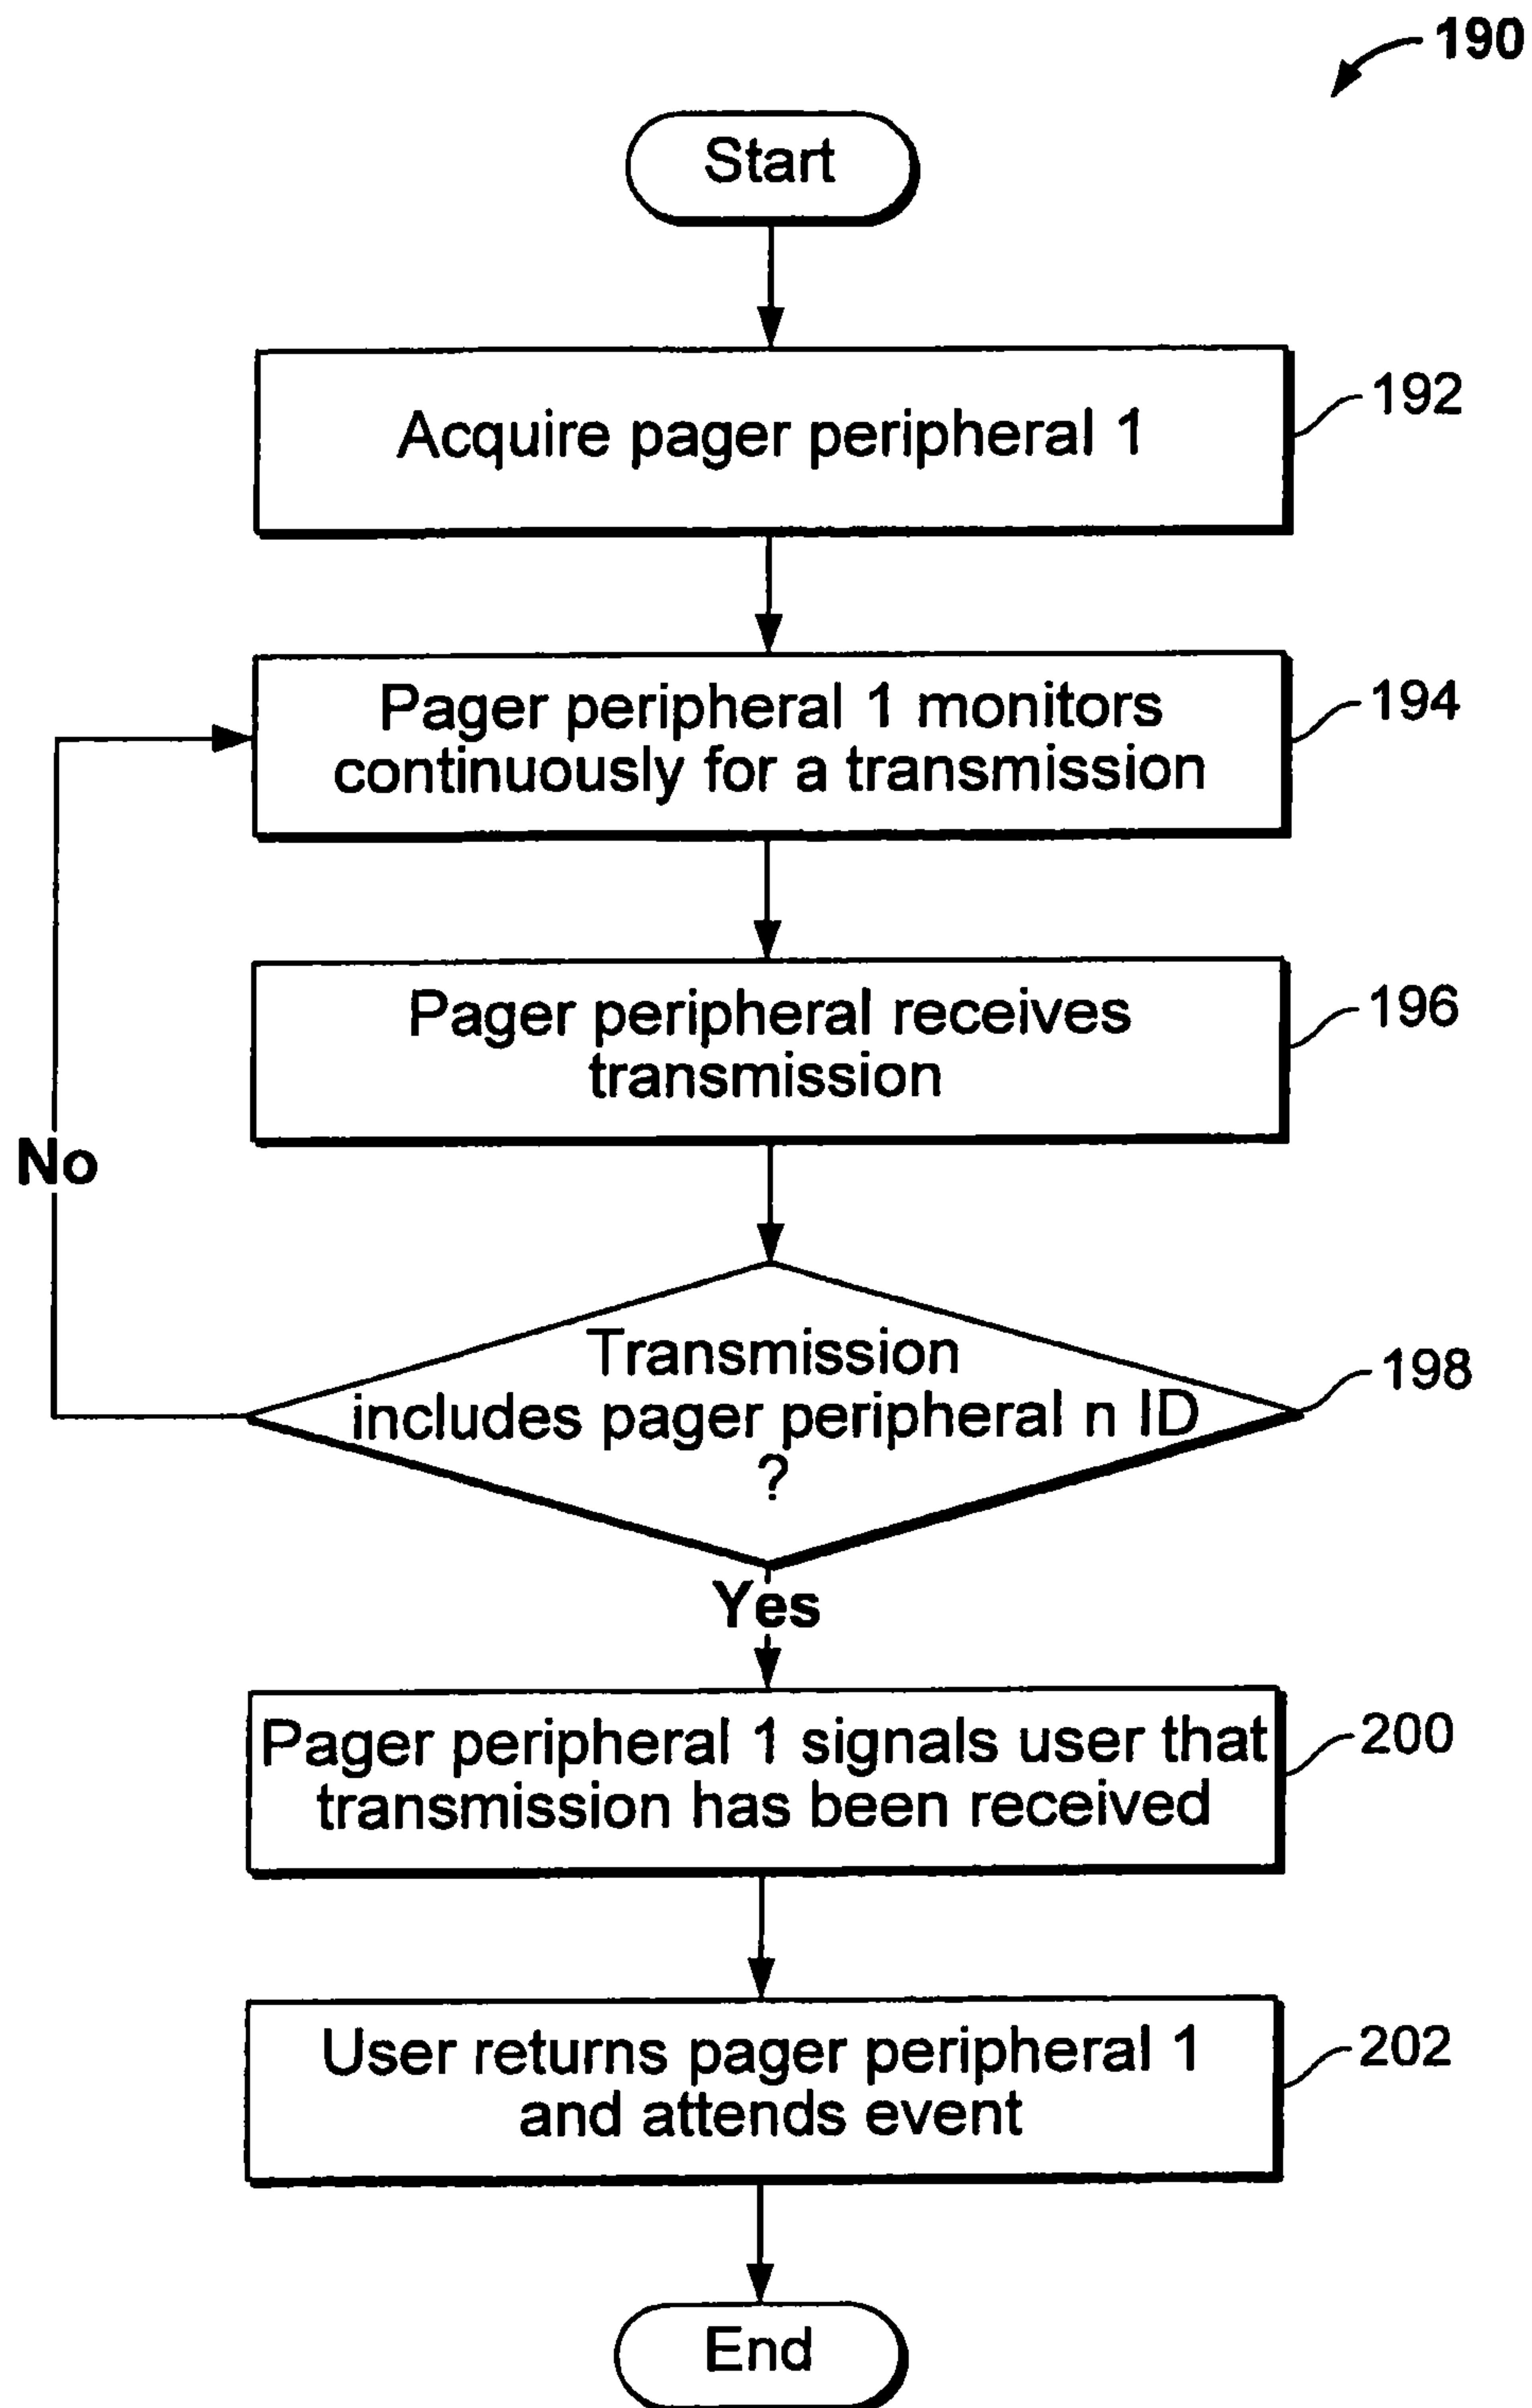 190
Start
Acquire pager peripheral 1
192
Pager peripheral 1 monitors
continuously for a transmission
194
Pager peripheral receives
transmission
196
No
Transmission
includes pager peripheral n ID
?
198
Yes
Pager peripheral 1 signals user that
transmission has been received
200
User returns pager peripheral 1
and attends event
202
End